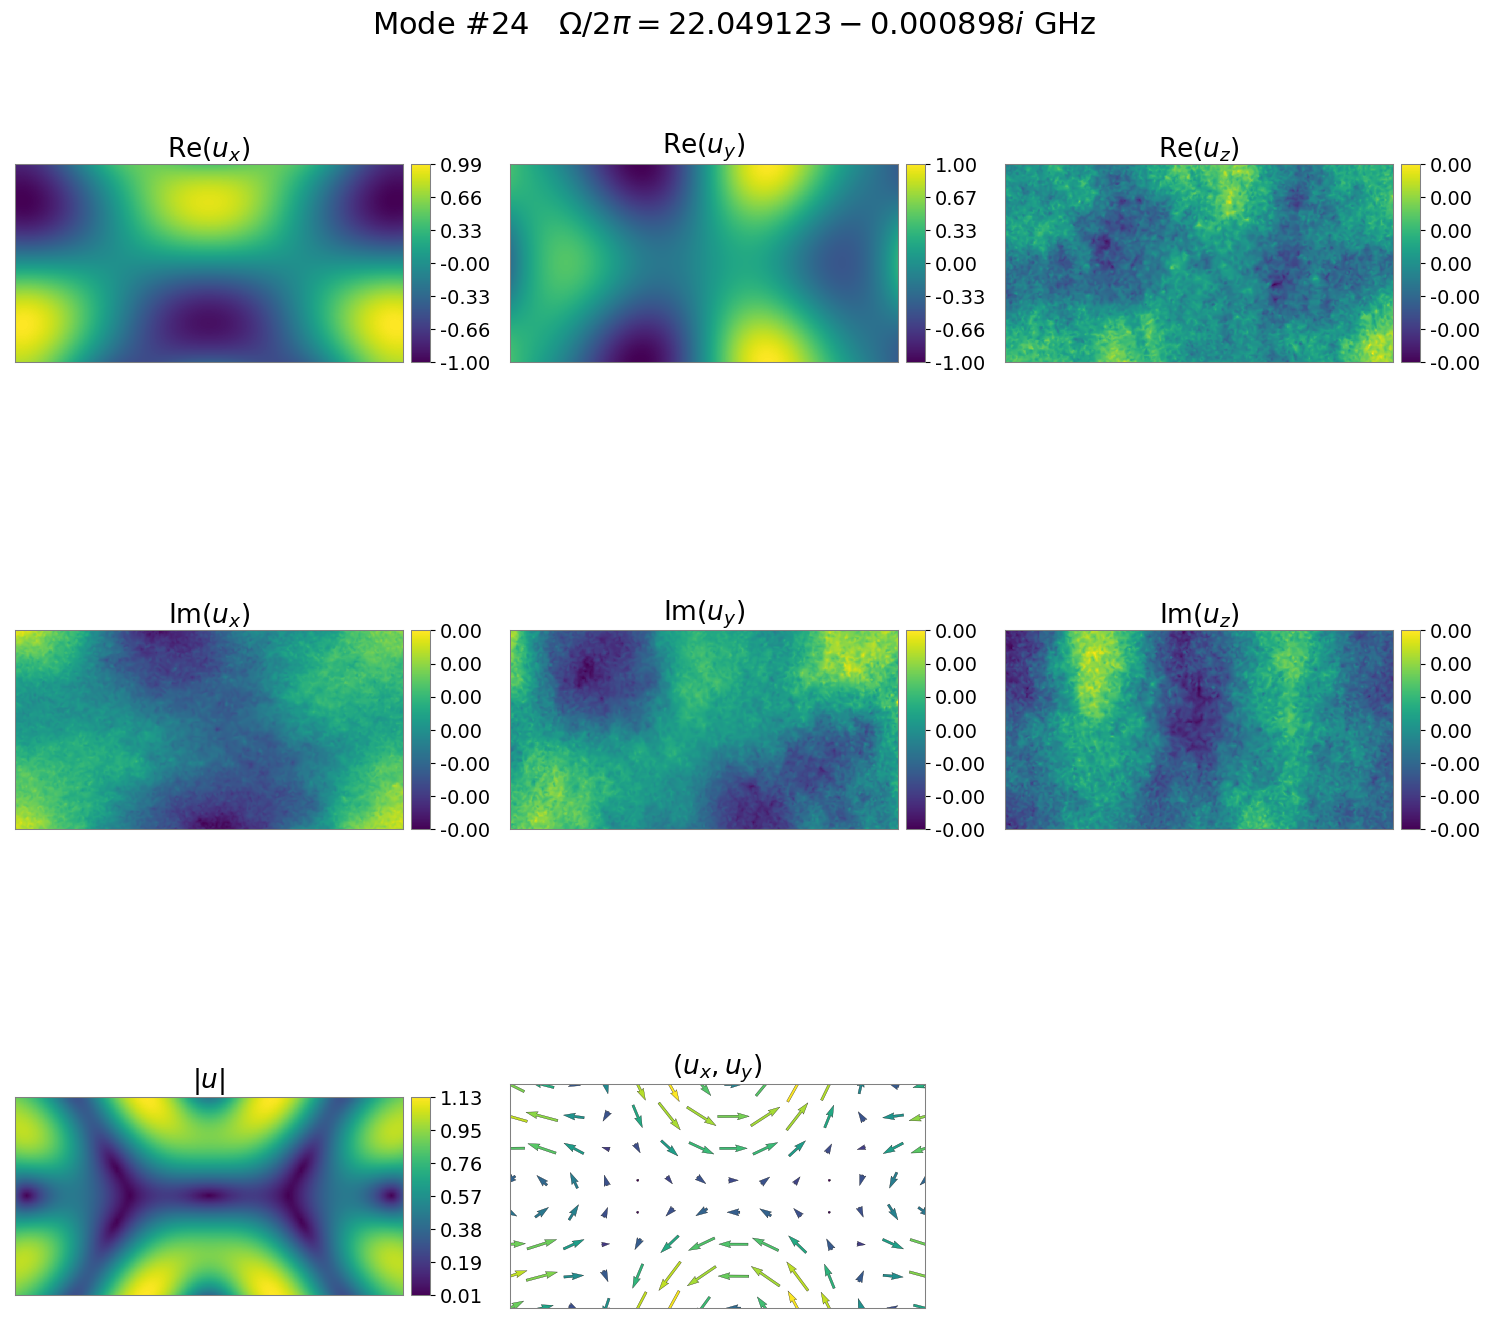 Mode #24 Ω/2π = 22.049123 − 0.000898i GHz
Re(u_x) Re(u_y) Re(u_z)
0.99 1.00 0.00
0.66 0.67 0.00
0.33 0.33 0.00
-0.00 0.00 0.00
-0.33 -0.33 -0.00
-0.66 -0.67 -0.00
-1.00 -1.00 -0.00
Im(u_x) Im(u_y) Im(u_z)
0.00 0.00 0.00
0.00 0.00 0.00
0.00 0.00 0.00
0.00 0.00 0.00
-0.00 -0.00 -0.00
-0.00 -0.00 -0.00
-0.00 -0.00 -0.00
|u| (u_x, u_y)
1.13
0.95
0.76
0.57
0.38
0.19
0.01